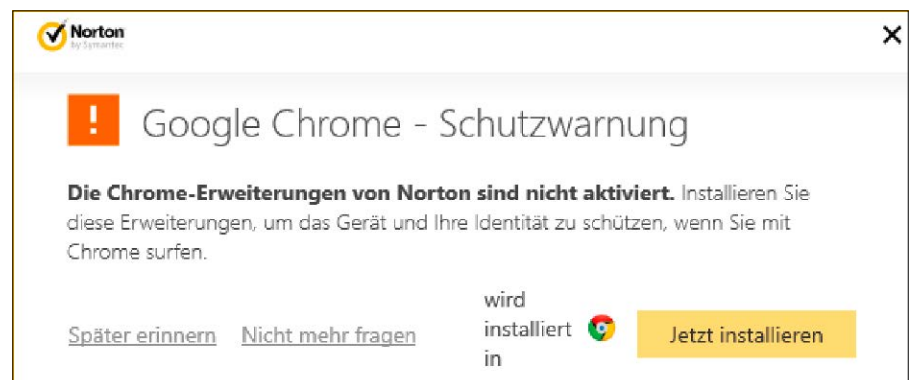 Norton
by Symantec
Google Chrome - Schutzwarnung
Die Chrome-Erweiterungen von Norton sind nicht aktiviert. Installieren Sie
diese Erweiterungen, um das Gerät und Ihre Identität zu schützen, wenn Sie mit
Chrome surfen.
Später erinnern Nicht mehr fragen
wird
installiert
in
Jetzt installieren